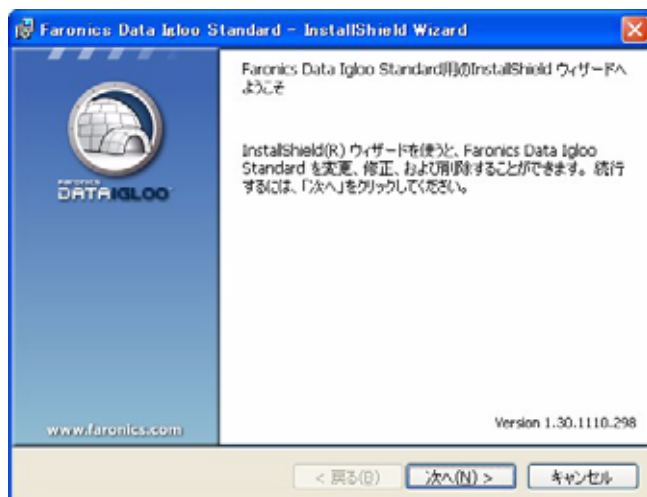 Faronics Data Igloo Standard - InstallShield Wizard
Faronics Data Igloo Standard用のInstallShield ウィザードへ
ようこそ
InstallShield(R) ウィザードを使うと、Faronics Data Igloo
Standard を変更、修正、および削除することができます。続行
するには、「次へ」をクリックしてください。
FARONICS
DATAIGLOO
www.faronics.com
Version 1.30.1110.298
< 戻る(B)
次へ(N) >
キャンセル